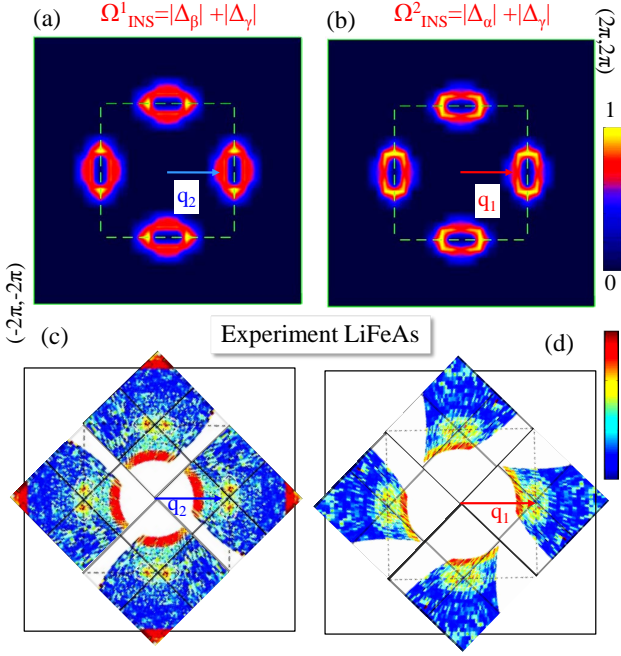 (a) Ω¹INS=|Δβ| +|Δγ|
(b) Ω²INS=|Δα| +|Δγ|
(2π,2π)
q2
q1
1
0
(-2π,-2π)
(c) Experiment LiFeAs (d)
q2
q1